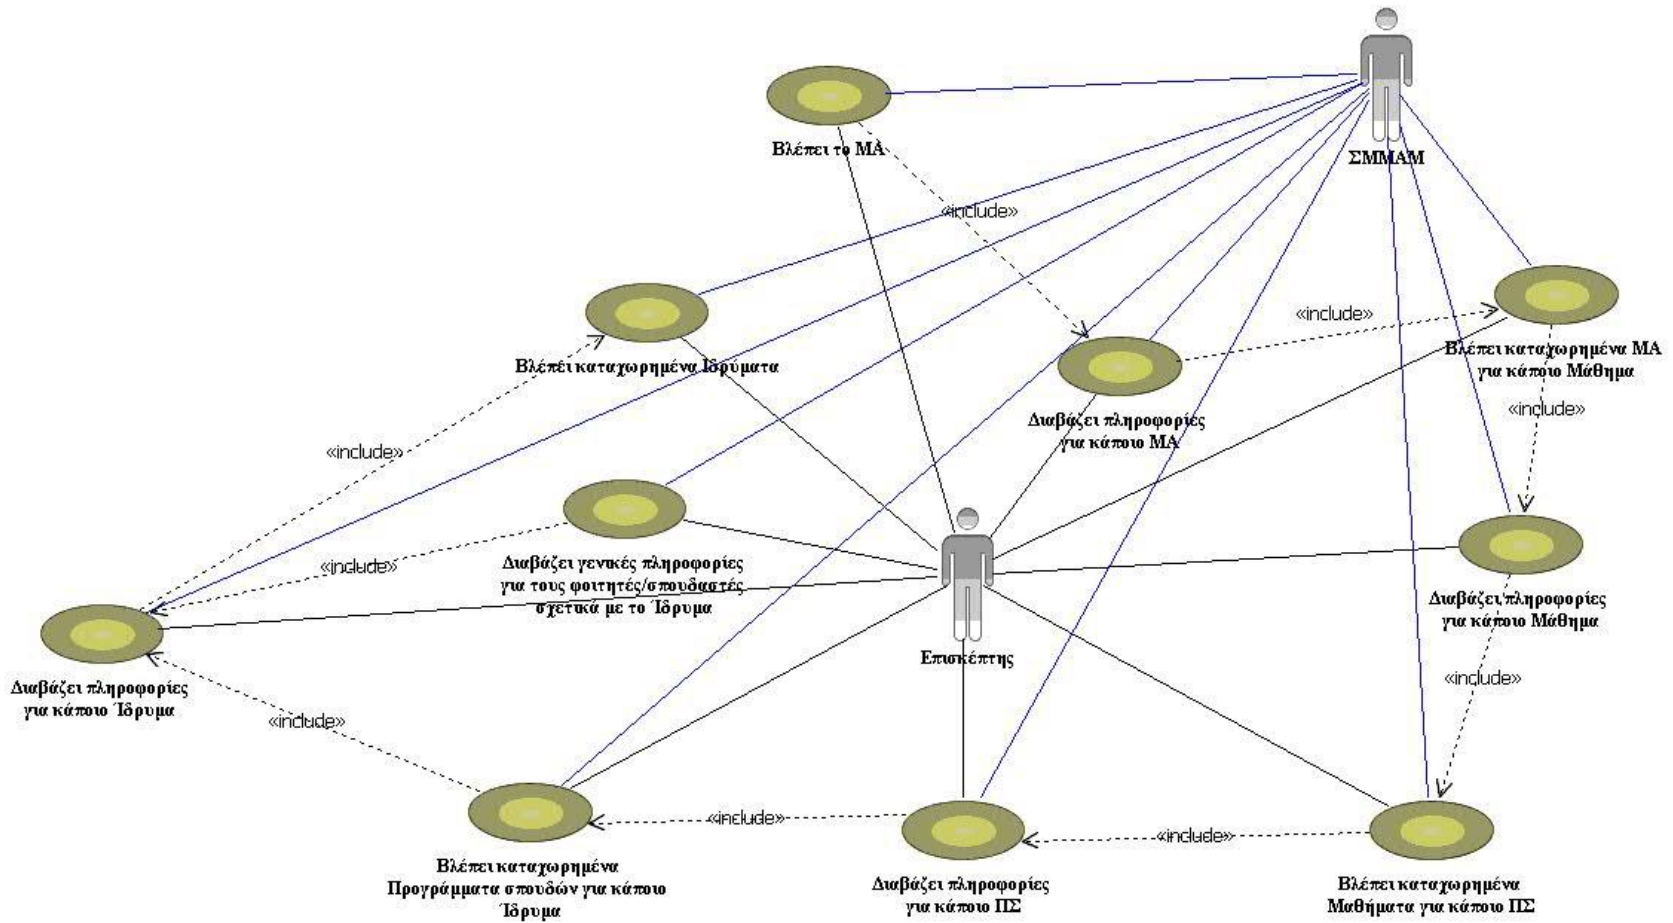 Βλέπει το ΜΑ
ΣΜΜΑΜ
«include»
Βλέπει καταχωρημένα Ιδρύματα
«include»
Βλέπει καταχωρημένα ΜΑ
για κάποιο Μάθημα
Διαβάζει πληροφορίες
για κάποιο ΜΑ
«include»
«include»
Διαβάζει γενικές πληροφορίες
για τους φοιτητές/σπουδαστές
σχετικά με το Ίδρυμα
«include»
Διαβάζει πληροφορίες
για κάποιο Μάθημα
Επισκέπτης
Διαβάζει πληροφορίες
για κάποιο Ίδρυμα
«include»
«include»
«include»
«include»
Βλέπει καταχωρημένα
Προγράμματα σπουδών για κάποιο
Ίδρυμα
Διαβάζει πληροφορίες
για κάποιο ΠΣ
Βλέπει καταχωρημένα
Μαθήματα για κάποιο ΠΣ